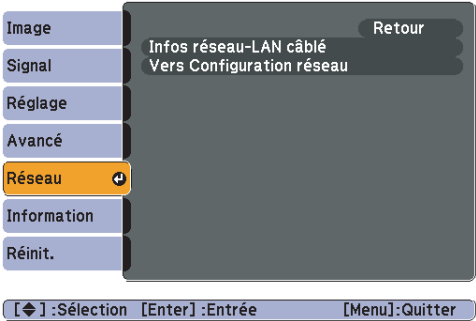 Image
Signal
Réglage
Avancé
Réseau
Information
Réinit.
Retour
Infos réseau-LAN câblé
Vers Configuration réseau
[◆] :Sélection [Enter] :Entrée [Menu]:Quitter